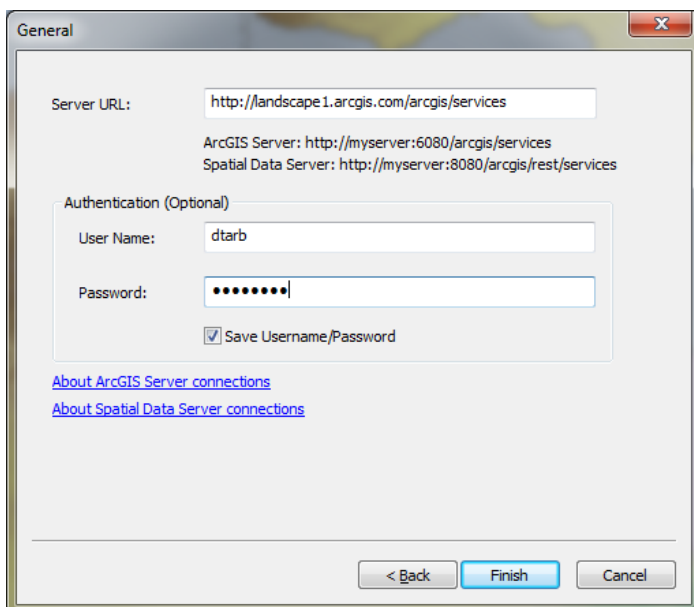 General
Server URL: http://landscape1.arcgis.com/arcgis/services
ArcGIS Server: http://myserver:6080/arcgis/services
Spatial Data Server: http://myserver:8080/arcgis/rest/services
Authentication (Optional)
User Name: dtarb
Password: ●●●●●●●●
Save Username/Password
About ArcGIS Server connections
About Spatial Data Server connections
< Back Finish Cancel